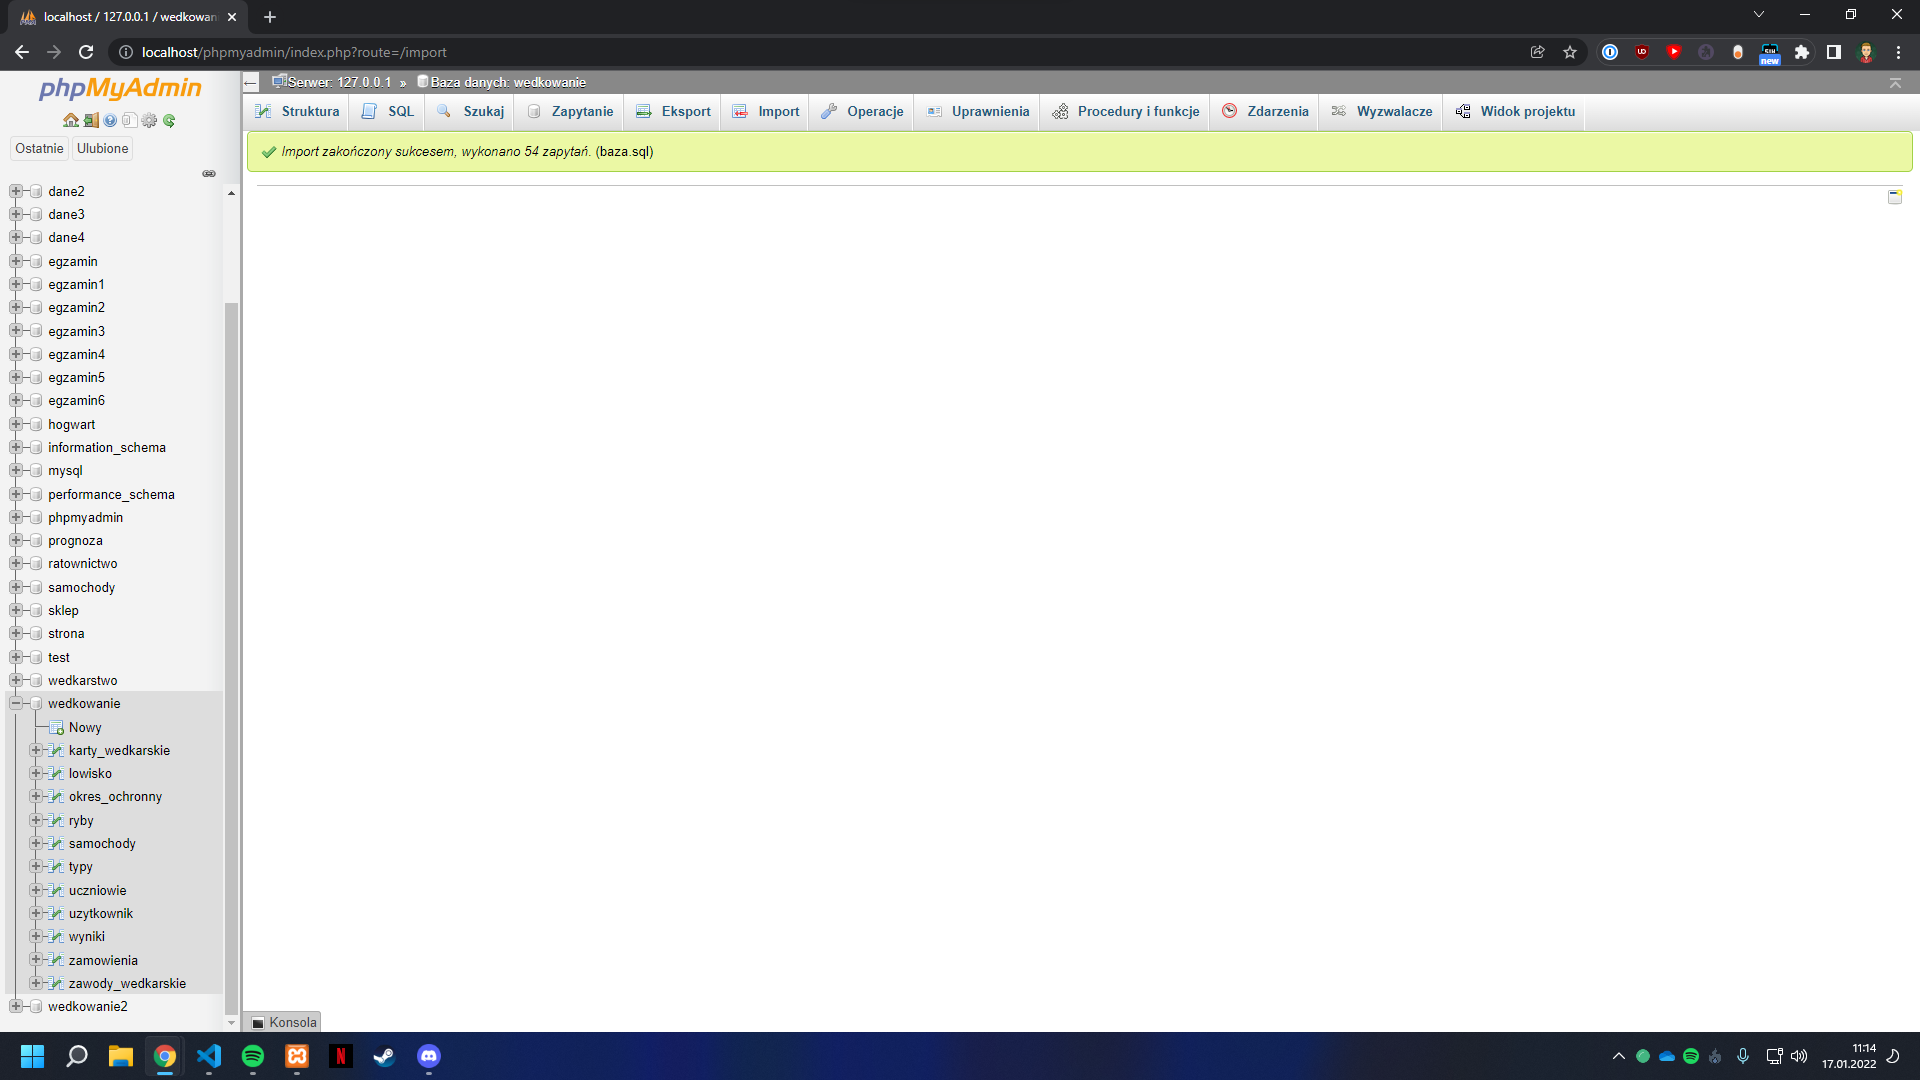 localhost / 127.0.0.1 / wedkowani
localhost/phpmyadmin/index.php?route=/import
new
phpMyAdmin
Serwer: 127.0.0.1 » Baza danych: wedkowanie
Struktura SQL Szukaj Zapytanie Eksport Import Operacje Uprawnienia Procedury i funkcje Zdarzenia Wyzwalacze Widok projektu
Ostatnie Ulubione
Import zakończony sukcesem, wykonano 54 zapytań. (baza.sql)
dane2
dane3
dane4
egzamin
egzamin1
egzamin2
egzamin3
egzamin4
egzamin5
egzamin6
hogwart
information_schema
mysql
performance_schema
phpmyadmin
prognoza
ratownictwo
samochody
sklep
strona
test
wedkarstwo
wedkowanie
Nowy
karty_wedkarskie
lowisko
okres_ochronny
ryby
samochody
typy
uczniowie
uzytkownik
wyniki
zamowienia
zawody_wedkarskie
wedkowanie2
Konsola
11:14
17.01.2022